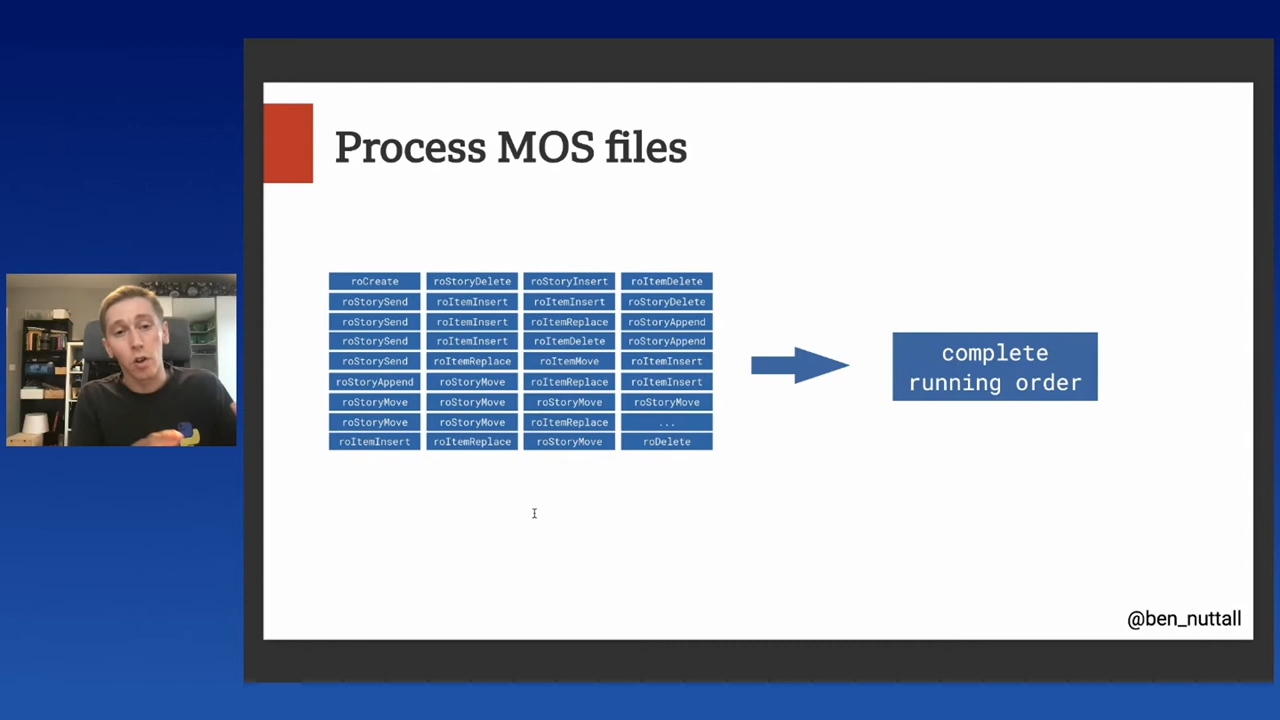 Process MOS files
roCreate
roStorySend
roStorySend
roStorySend
roStorySend
roStoryAppend
roStoryMove
roStoryMove
roItemInsert
roStoryDelete
roItemInsert
roItemInsert
roItemInsert
roItemReplace
roStoryMove
roStoryMove
roStoryMove
roItemReplace
roStoryInsert
roItemInsert
roItemReplace
roItemDelete
roItemMove
roItemReplace
roStoryMove
roItemReplace
roStoryMove
roItemDelete
roStoryDelete
roStoryAppend
roStoryAppend
roItemInsert
roItemInsert
roStoryMove
...
roDelete
complete
running order
@ben_nuttall